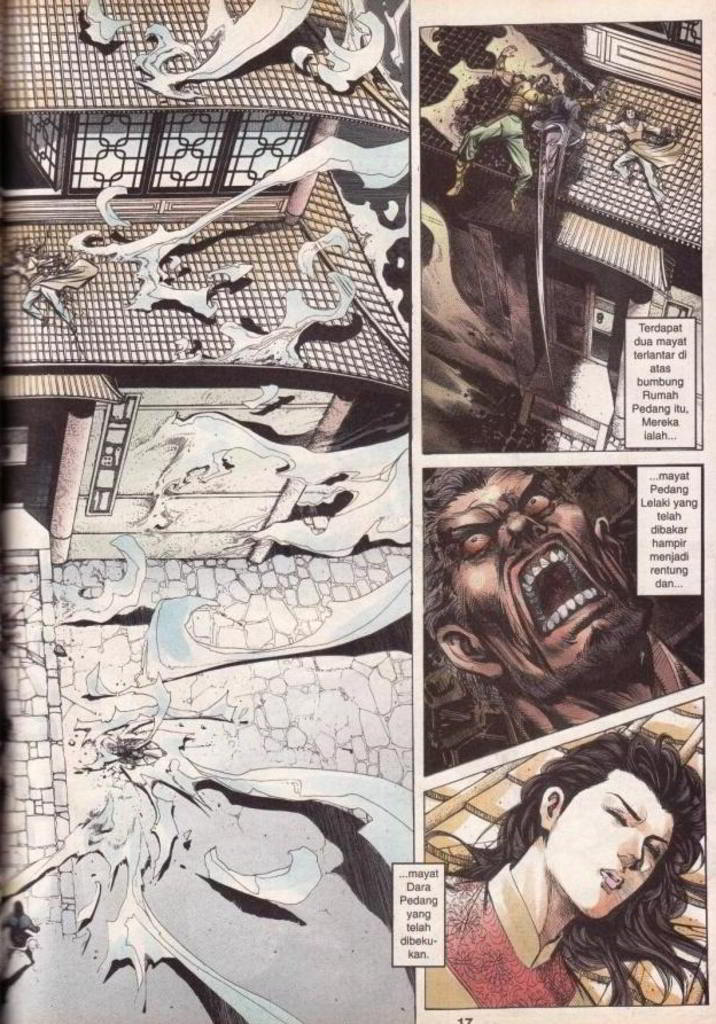 Terdapat
dua mayat
terlantar di
atas
bumbung
Rumah
Pedang itu,
Mereka
ialah...
...mayat
Pedang
Lelaki yang
telah
dibakar
hampir
menjadi
rentung
dan...
...mayat
Dara
Pedang
yang
telah
dibeku-
kan.
17